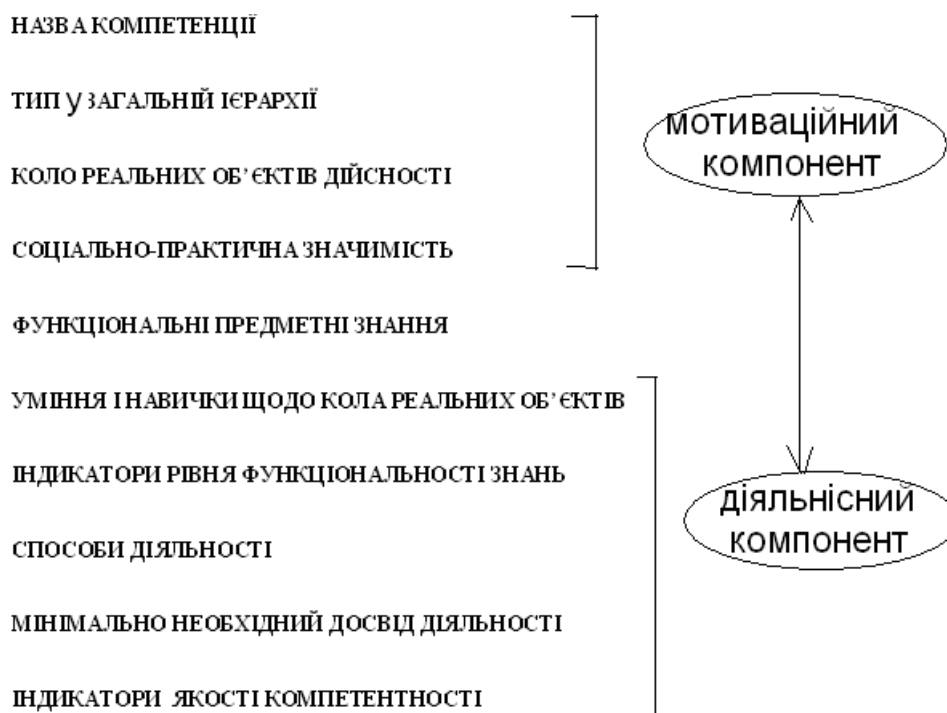 НАЗВА КОМПЕТЕНЦІЇ
ТИП у ЗАГАЛЬНІЙ ІЄРАРХІЇ
КОЛО РЕАЛЬНИХ ОБ’ЄКТІВ ДІЙСНОСТІ
СОЦІАЛЬНО-ПРАКТИЧНА ЗНАЧИМІСТЬ
ФУНКЦІОНАЛЬНІ ПРЕДМЕТНІ ЗНАННЯ
УМІННЯ І НАВИЧКИ ЩОДО КОЛА РЕАЛЬНИХ ОБ’ЄКТІВ
ІНДИКАТОРИ РІВНЯ ФУНКЦІОНАЛЬНОСТІ ЗНАНЬ
СПОСОБИ ДІЯЛЬНОСТІ
МІНІМАЛЬНО НЕОБХІДНИЙ ДОСВІД ДІЯЛЬНОСТІ
ІНДИКАТОРИ ЯКОСТІ КОМПЕТЕНТНОСТІ
мотиваційний
компонент
діяльнісний
компонент